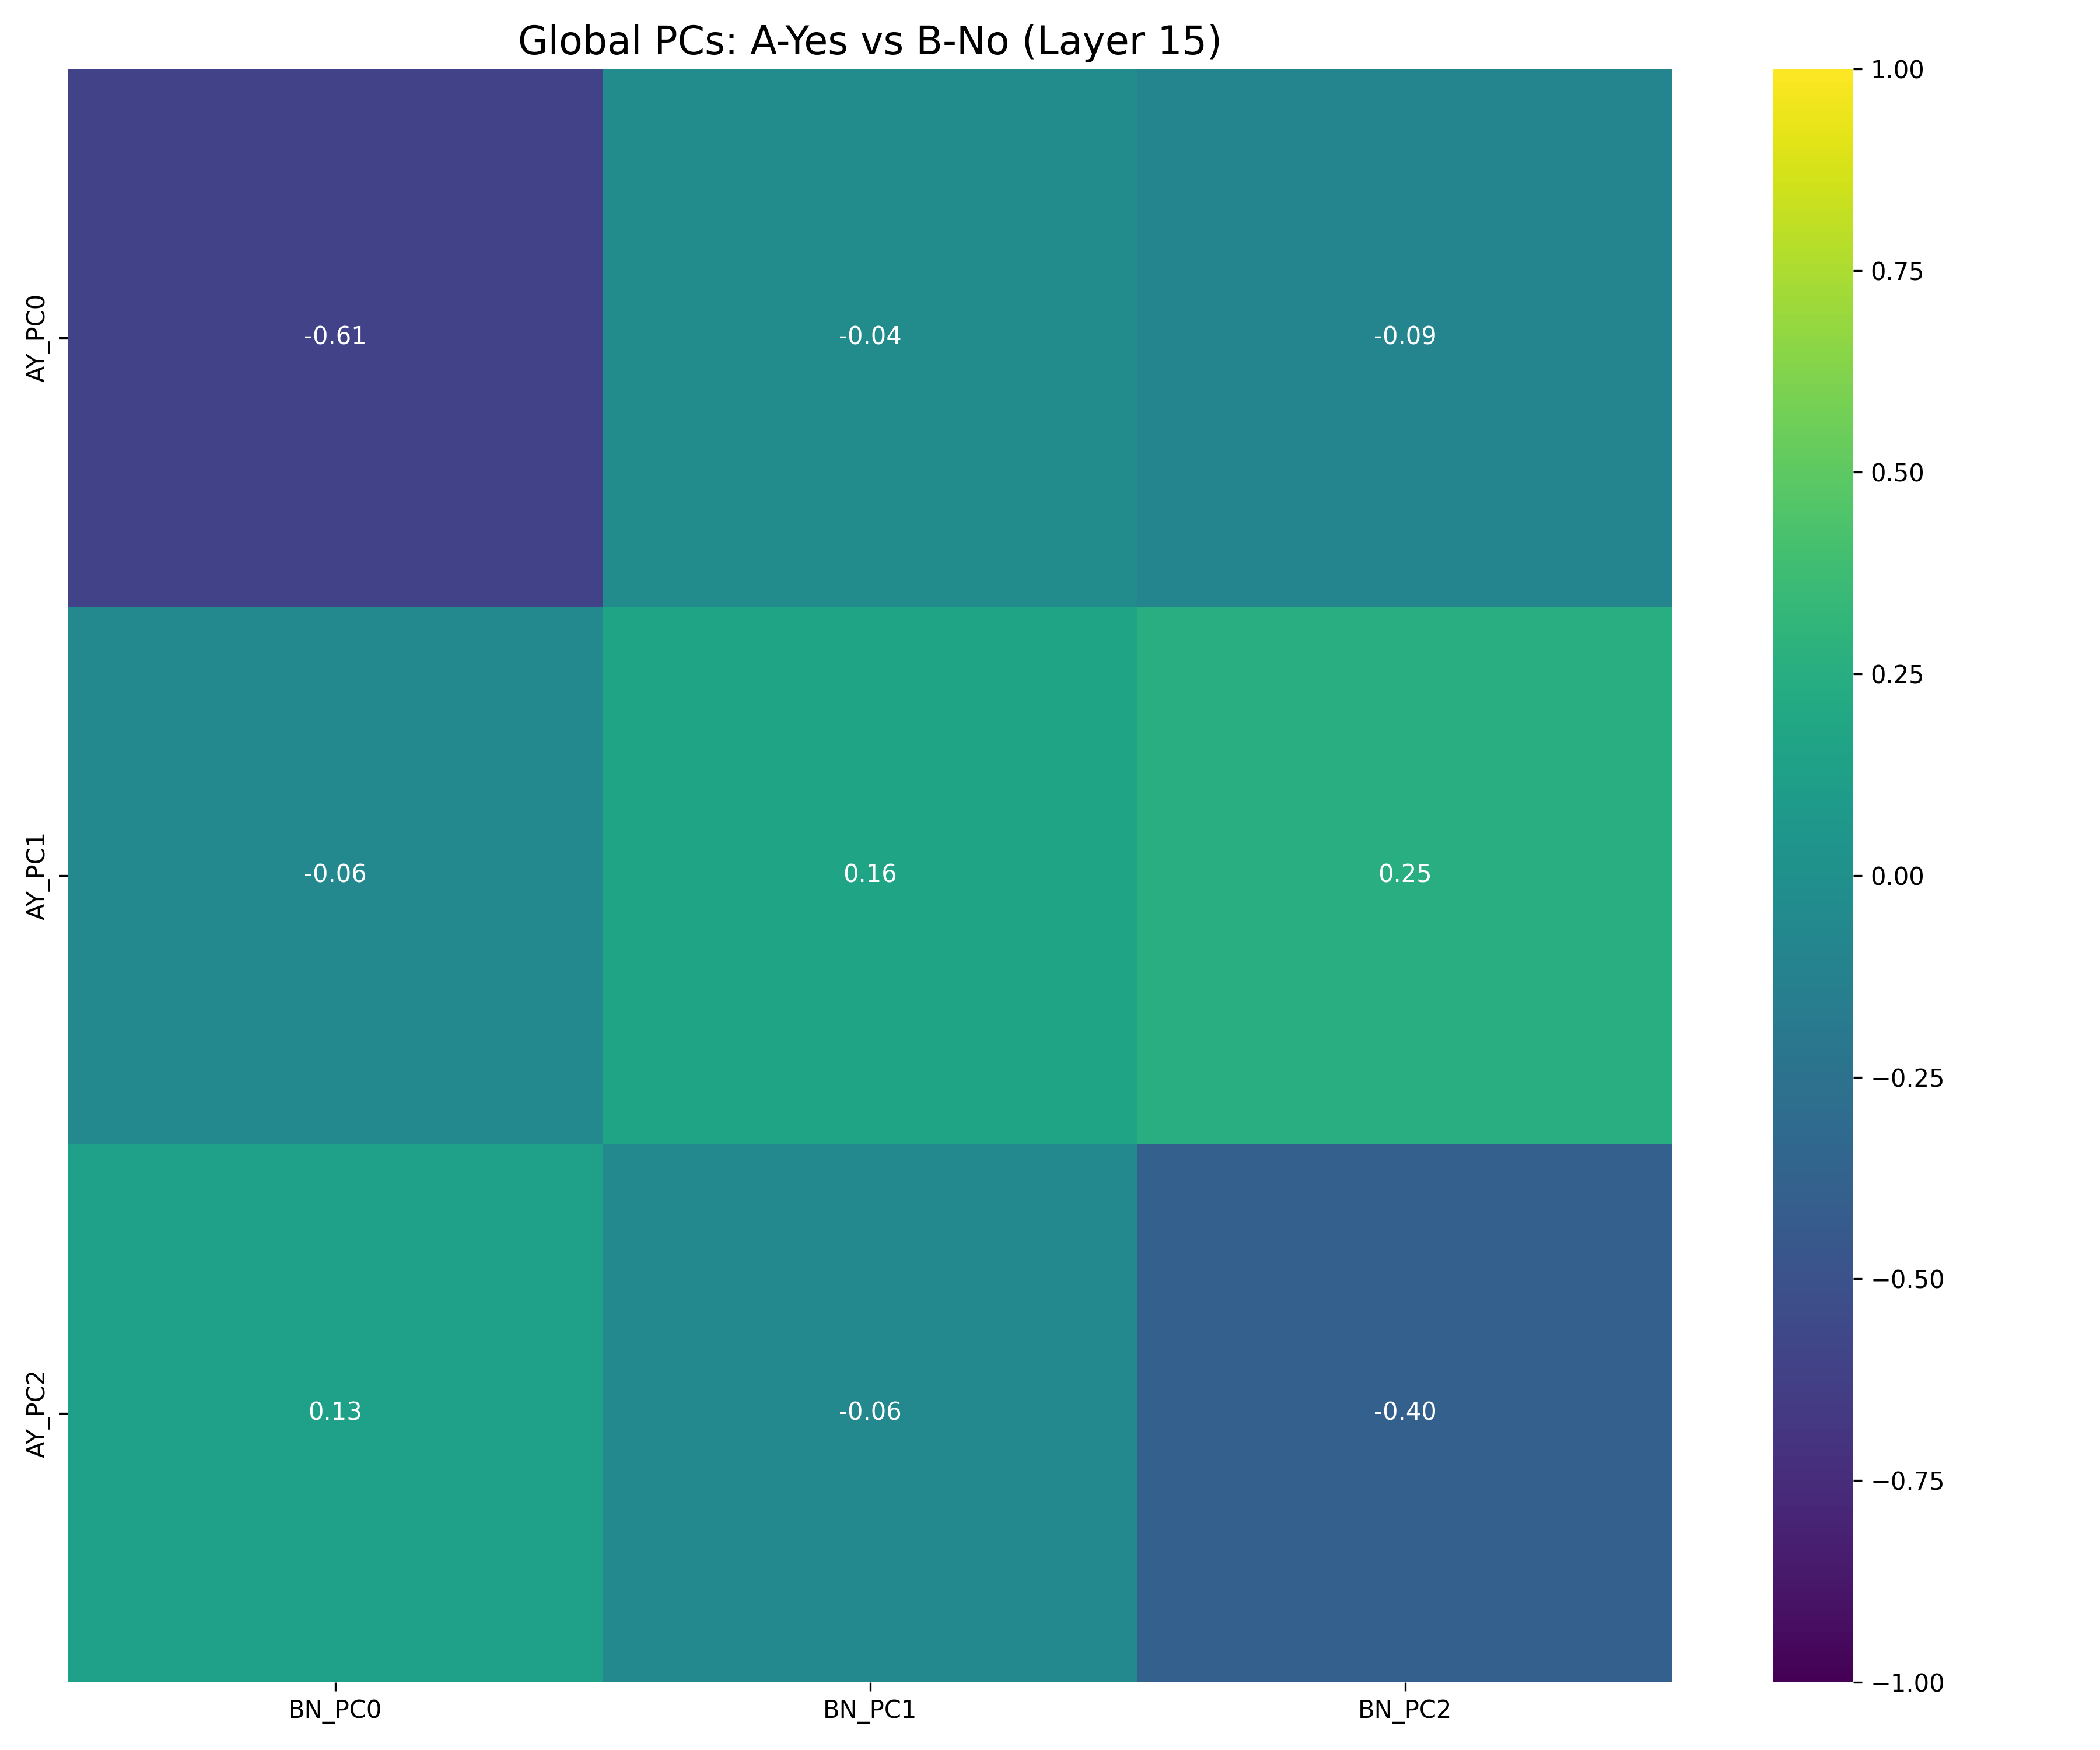 Global PCs: A-Yes vs B-No (Layer 15)
AY_PC0
-0.61
-0.04
-0.09
AY_PC1
-0.06
0.16
0.25
AY_PC2
0.13
-0.06
-0.40
BN_PC0
BN_PC1
BN_PC2
1.00
0.75
0.50
0.25
0.00
−0.25
−0.50
−0.75
−1.00